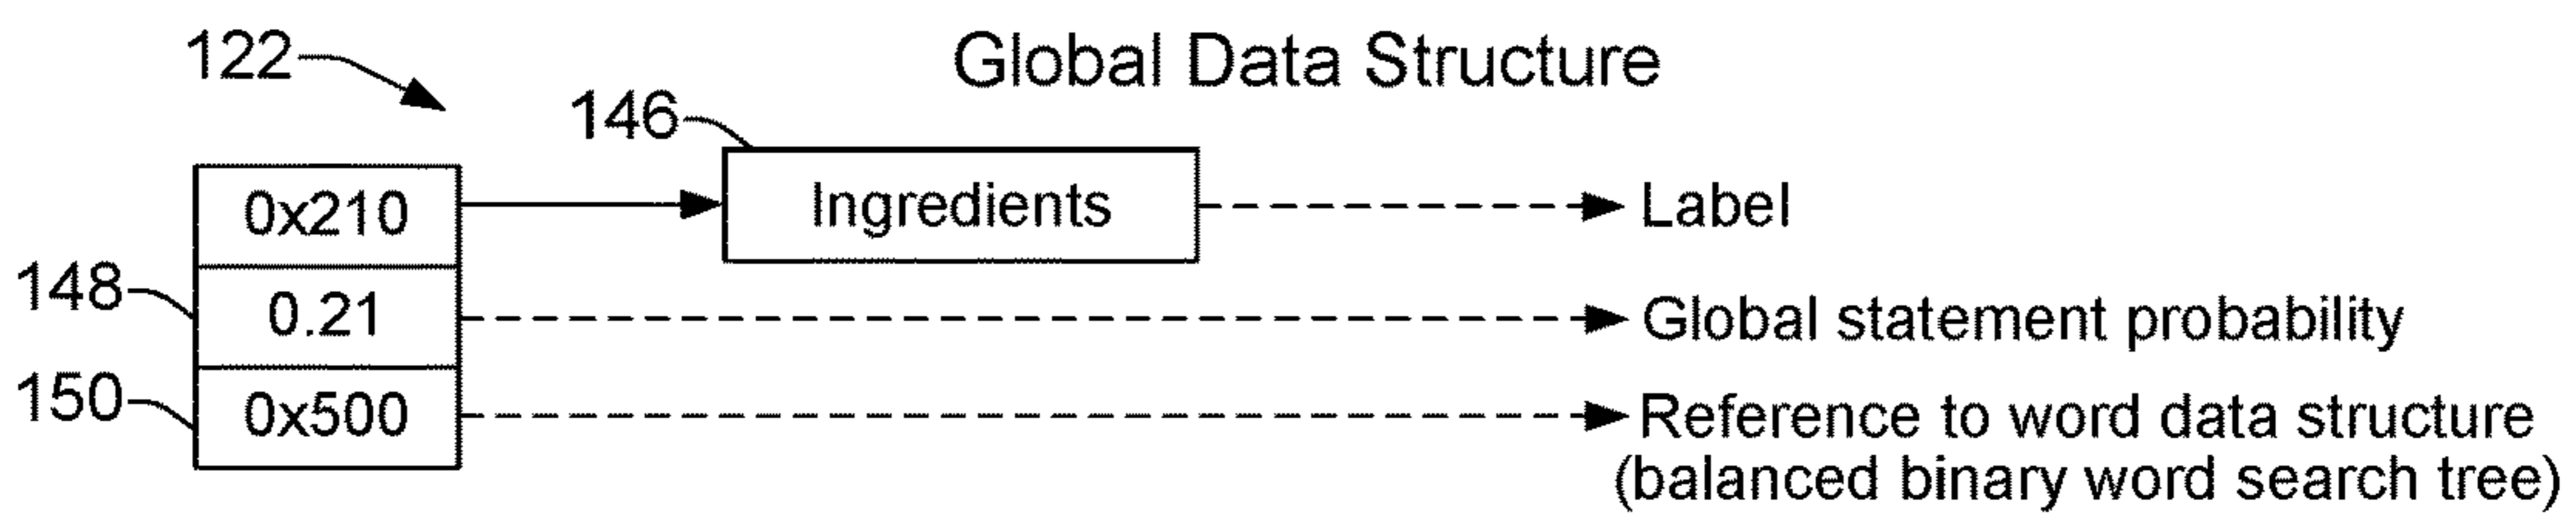 122
Global Data Structure
146
0x210
Ingredients
Label
148
0.21
Global statement probability
150
0x500
Reference to word data structure
(balanced binary word search tree)